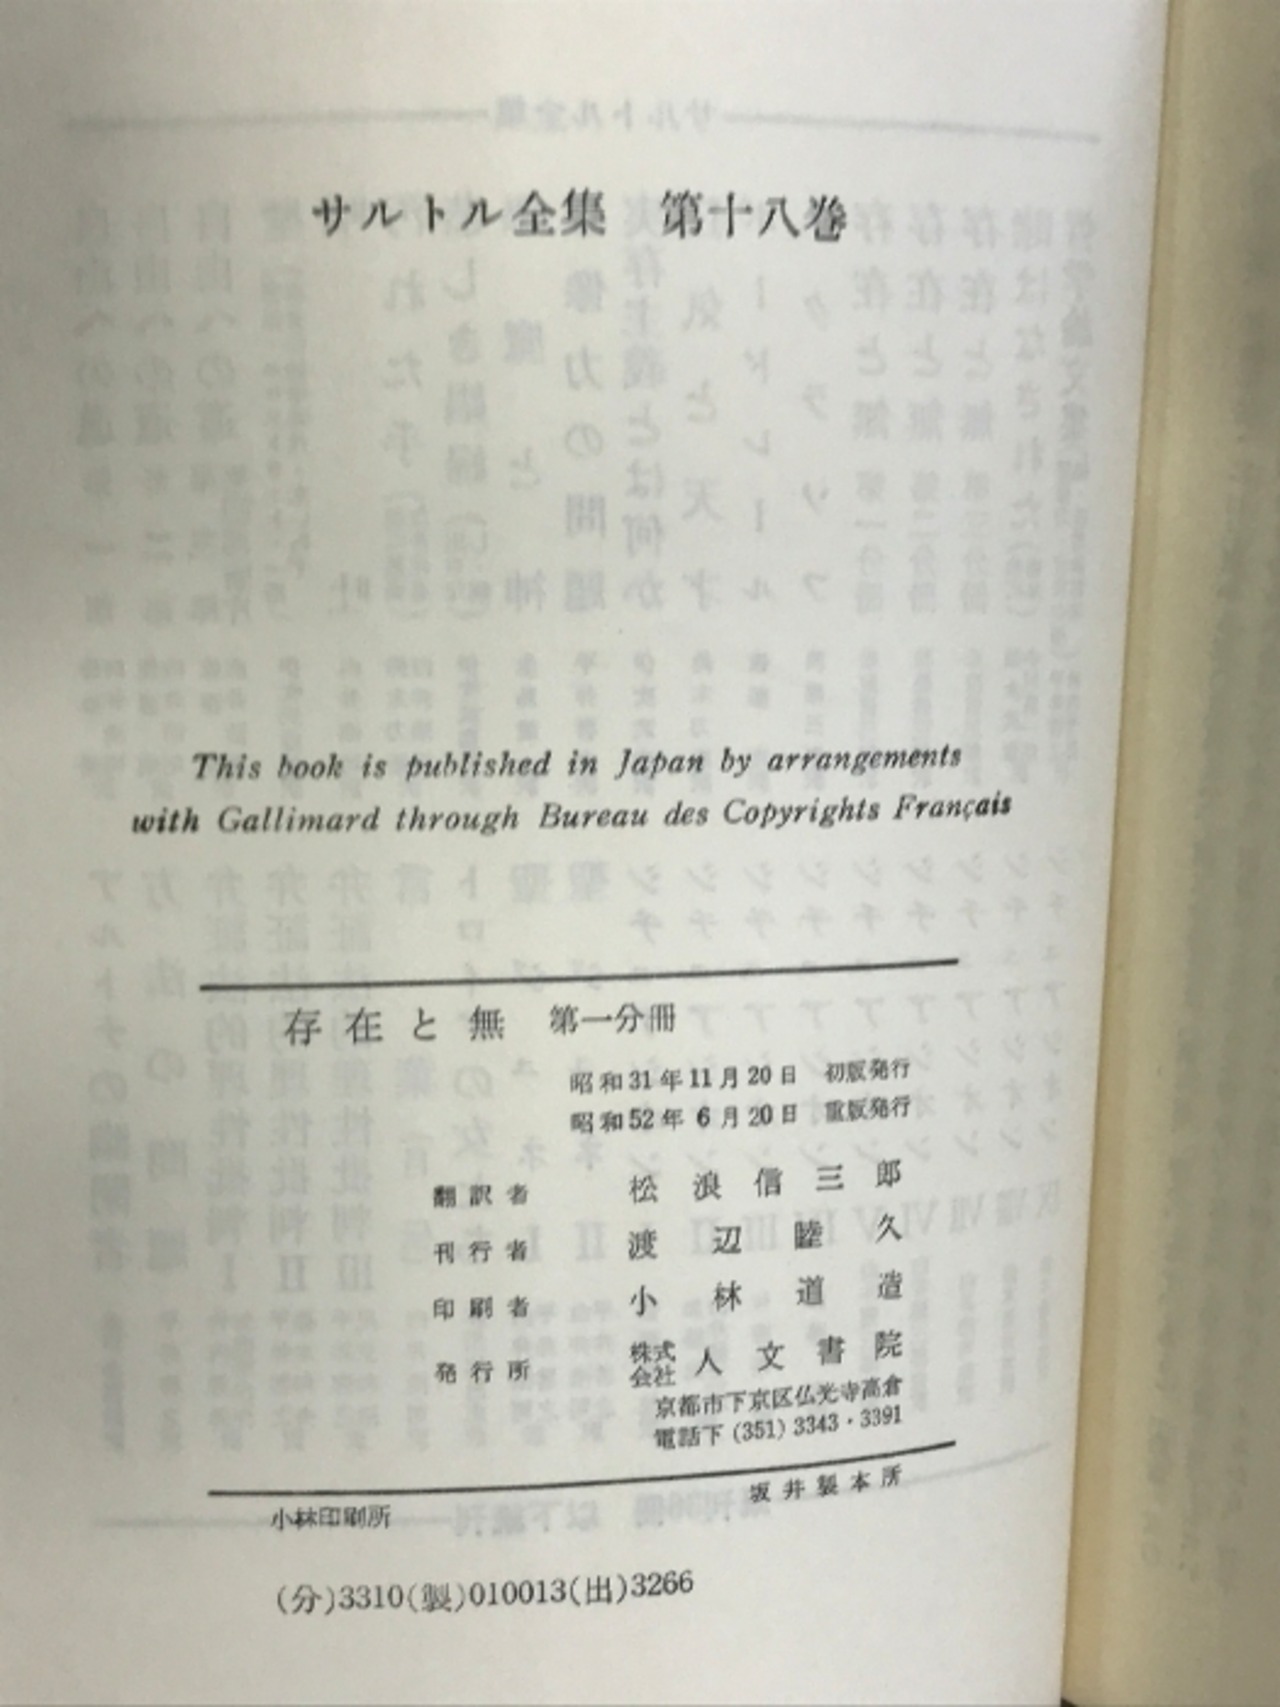 サルトル全集　第十八巻
This book is published in Japan by arrangements
with Gallimard through Bureau des Copyrights Français
存在と無　第一分冊
昭和31年11月20日　初版発行
昭和52年6月20日　重版発行
翻訳者　松浪信三郎
刊行者　渡辺睦久
印刷者　小林道造
発行所　株式会社　人文書院
京都市下京区仏光寺高倉
電話下(351)3343・3391
小林印刷所　坂井製本所
(分)3310(製)010013(出)3266